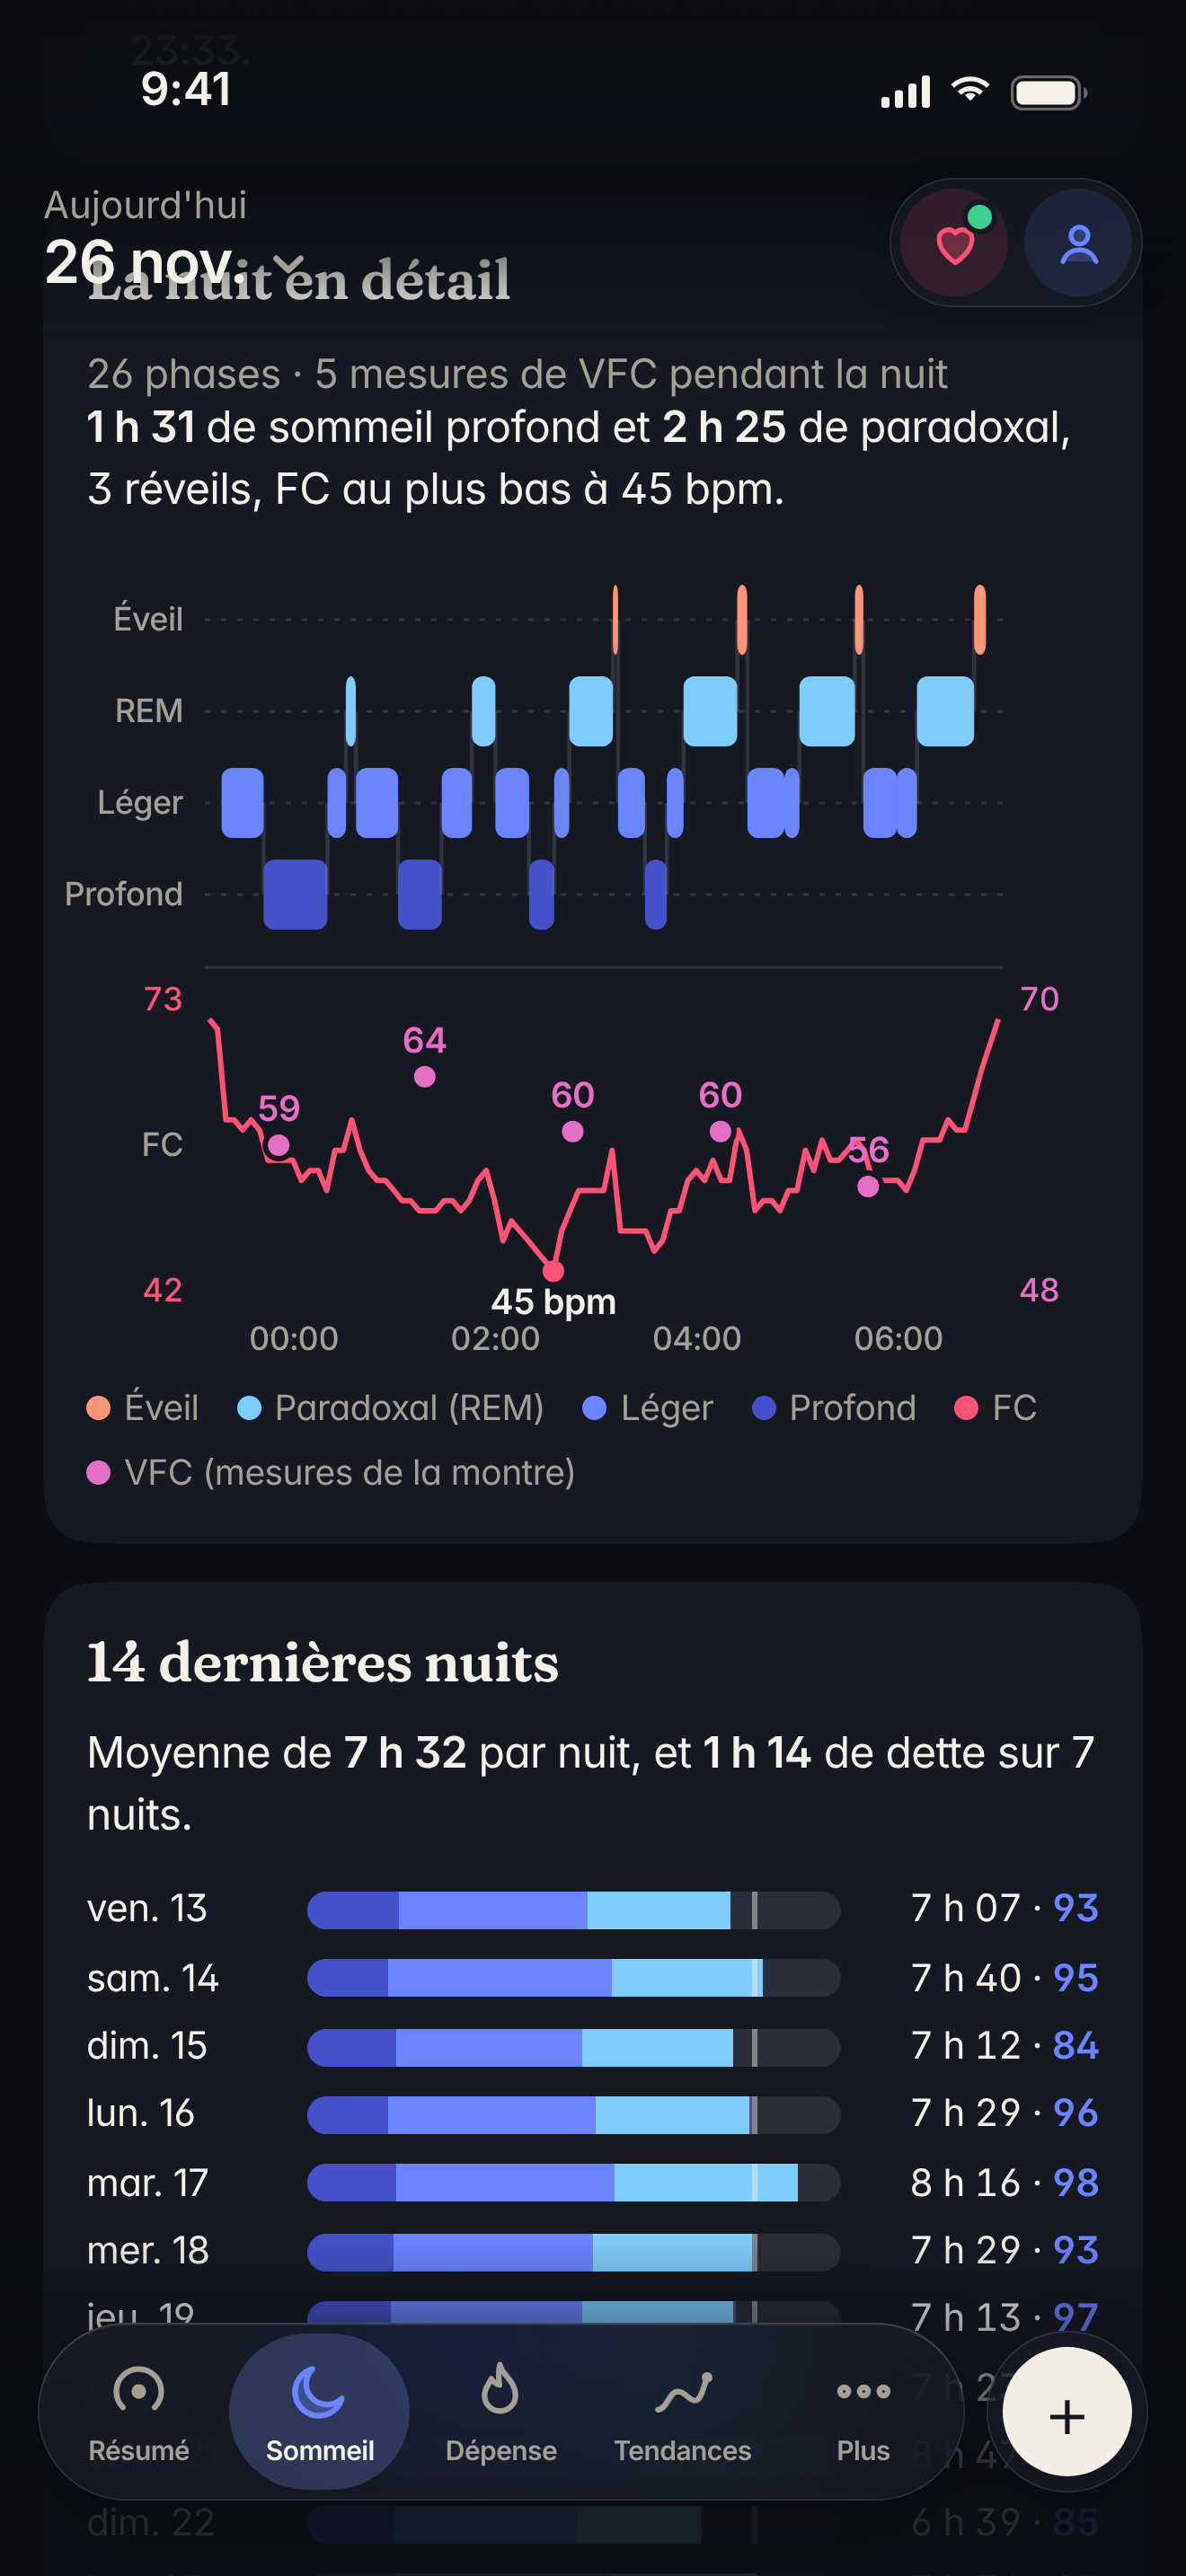 23:33.
9:41
Aujourd'hui
26 nov.
La nuit en détail
26 phases · 5 mesures de VFC pendant la nuit
1 h 31 de sommeil profond et 2 h 25 de paradoxal,
3 réveils, FC au plus bas à 45 bpm.
Éveil
REM
Léger
Profond
73
70
64
59
60
60
56
FC
42
48
45 bpm
00:00 02:00 04:00 06:00
Éveil Paradoxal (REM) Léger Profond FC
VFC (mesures de la montre)
14 dernières nuits
Moyenne de 7 h 32 par nuit, et 1 h 14 de dette sur 7
nuits.
ven. 13 7 h 07 · 93
sam. 14 7 h 40 · 95
dim. 15 7 h 12 · 84
lun. 16 7 h 29 · 96
mar. 17 8 h 16 · 98
mer. 18 7 h 29 · 93
jeu. 19 7 h 13 · 97
Résumé Sommeil Dépense Tendances Plus
dim. 22 6 h 39 · 85